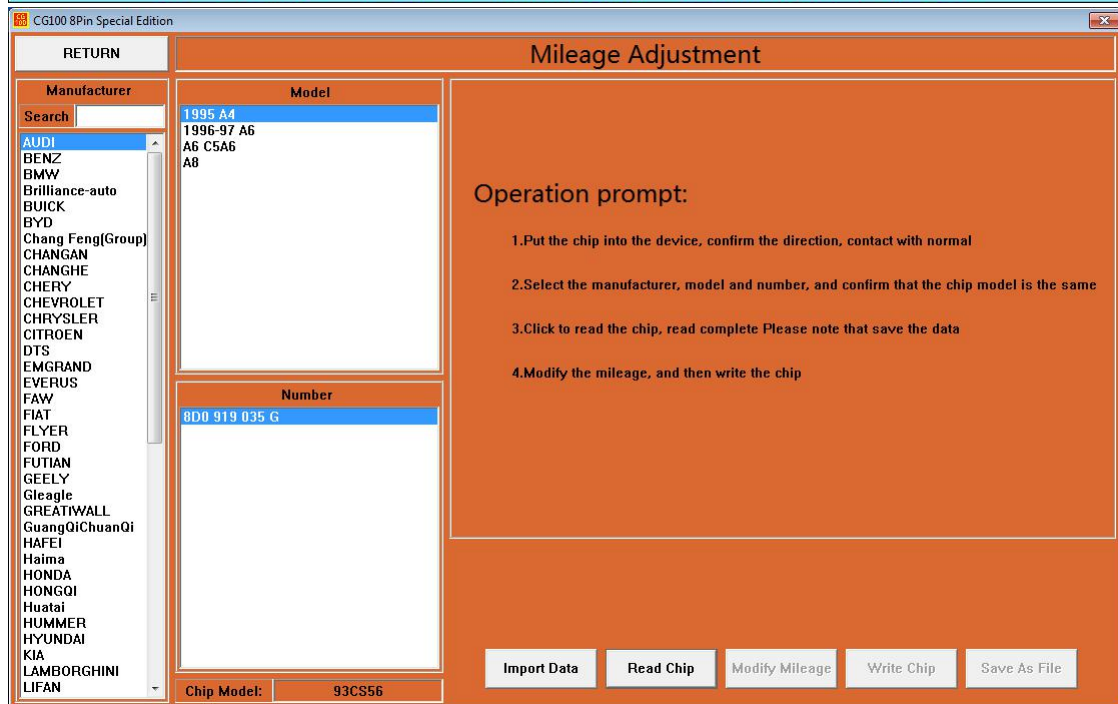 CG100 8Pin Special Edition
RETURN
Mileage Adjustment
Manufacturer
Search
AUDI
BENZ
BMW
Brilliance-auto
BUICK
BYD
Chang Feng(Group)
CHANGAN
CHANGHE
CHERY
CHEVROLET
CHRYSLER
CITROEN
DTS
EMGRAND
EVERUS
FAW
FIAT
FLYER
FORD
FUTIAN
GEELY
Gleagle
GREATIWALL
GuangQiChuanQi
HAFEI
Haima
HONDA
HONGQI
Huatai
HUMMER
HYUNDAI
KIA
LAMBORGHINI
LIFAN
Model
1995 A4
1996-97 A6
A6 C5A6
A8
Number
8D0 919 035 G
Chip Model: 93CS56
Operation prompt:
1.Put the chip into the device, confirm the direction, contact with normal
2.Select the manufacturer, model and number, and confirm that the chip model is the same
3.Click to read the chip, read complete Please note that save the data
4.Modify the mileage, and then write the chip
Import Data
Read Chip
Modify Mileage
Write Chip
Save As File